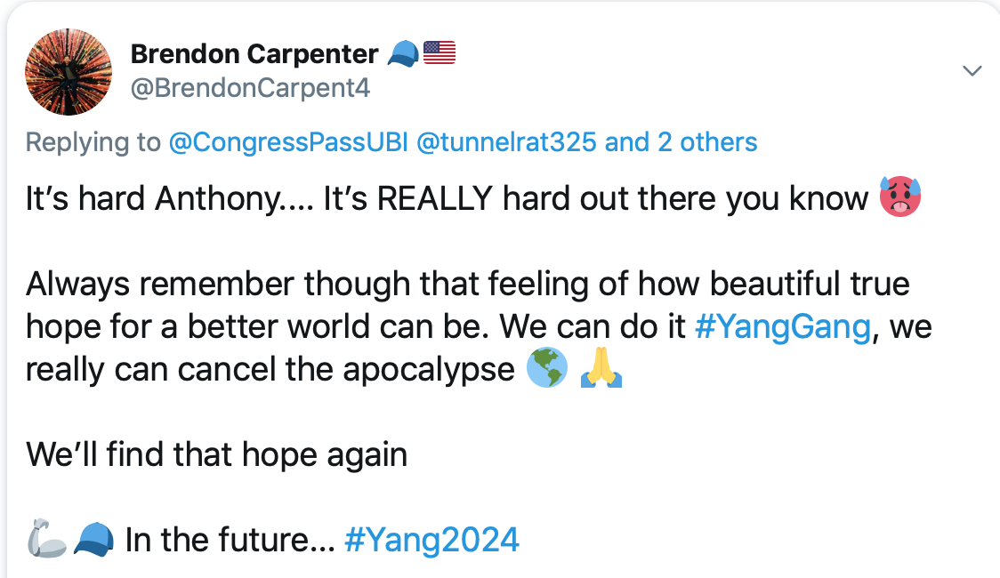 Brendon Carpenter 🧢🇺🇸
@BrendonCarpent4
Replying to @CongressPassUBI @tunnelrat325 and 2 others
It’s hard Anthony.... It’s REALLY hard out there you know 🥵
Always remember though that feeling of how beautiful true
hope for a better world can be. We can do it #YangGang, we
really can cancel the apocalypse 🌎 🙏
We’ll find that hope again
🦾🧢 In the future... #Yang2024